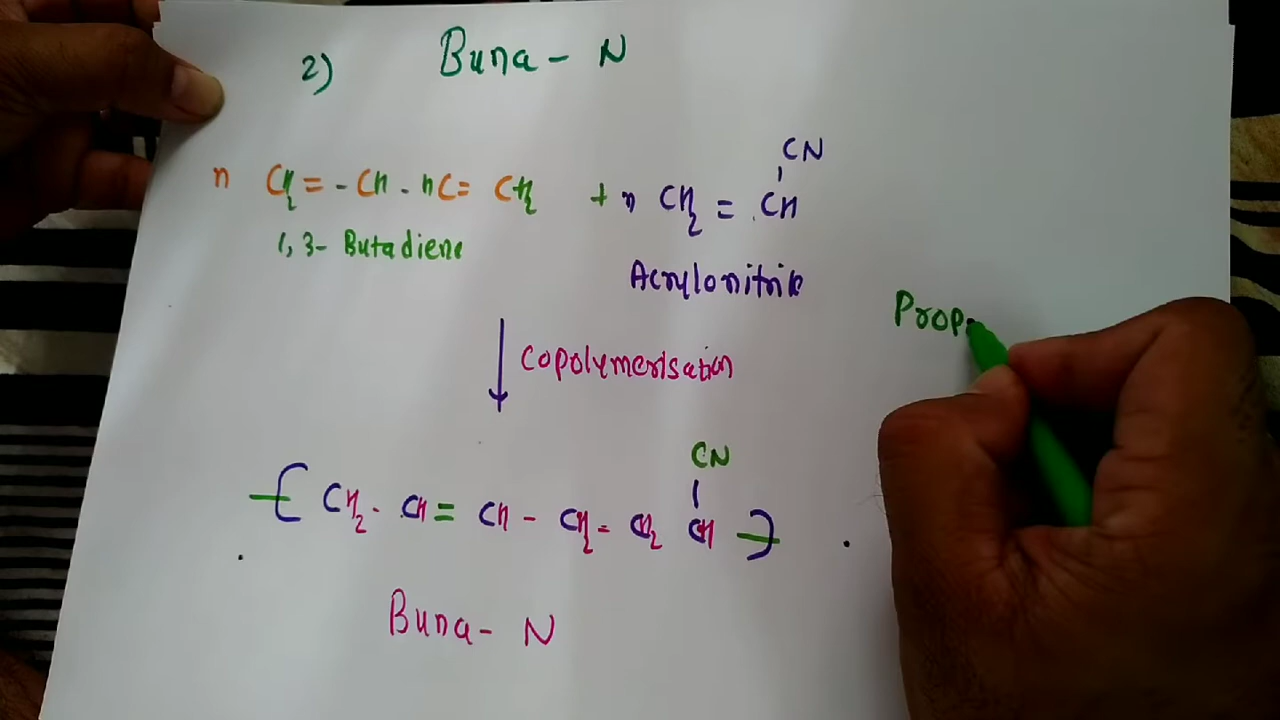 2) Buna - N
CN
n CH2 = - CH - HC = CH2 + n CH2 = CH
1, 3- Butadiene
Acrylonitrile
Prop
Copolymerisation
CN
CH2 - CH = CH - CH2 - CH2 CH
Buna - N